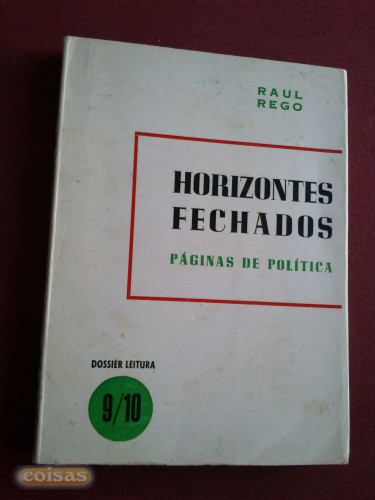 RAUL
REGO
HORIZONTES
FECHADOS
PÁGINAS DE POLÍTICA
DOSSIER LEITURA
9/10
coisas